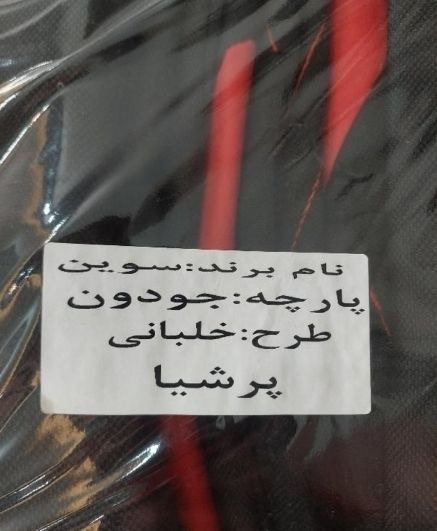 نام برند:سوین
پارچه:جودون
طرح:خلبانی
پرشیا